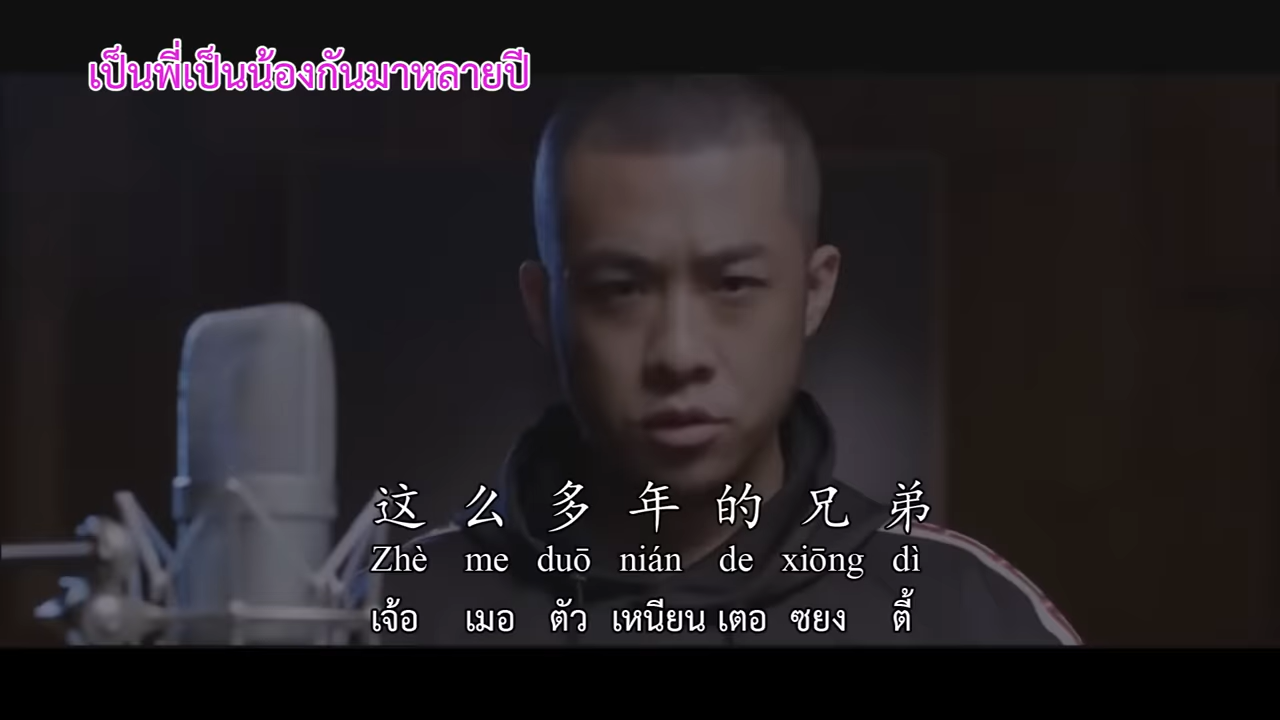 เป็นพี่เป็นน้องกันมาหลายปี
这么多年的兄弟
Zhè me duō nián de xiōng dì
เจ้อ เมอ ตัว เหนียน เตอ ซยง ตี้